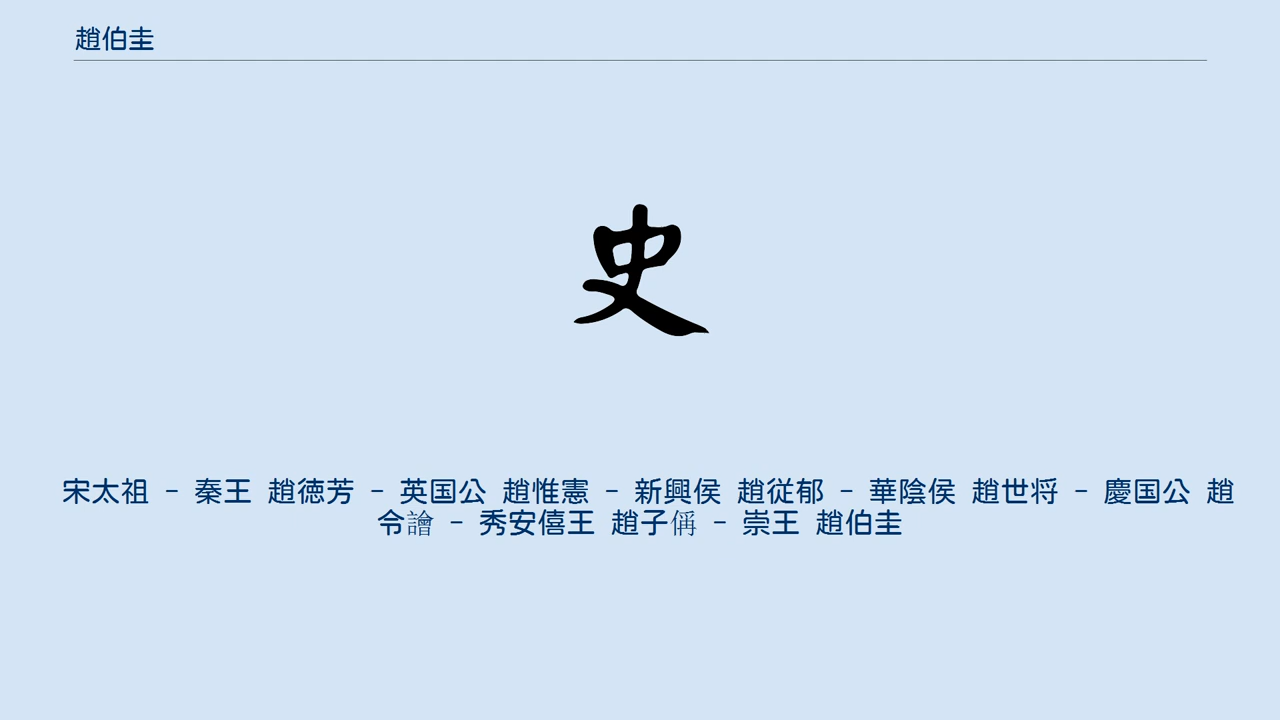 趙伯圭
史
宋太祖 － 秦王 趙徳芳 － 英国公 趙惟憲 － 新興侯 趙従郁 － 華陰侯 趙世将 － 慶国公 趙
令譮 － 秀安僖王 趙子偁 － 崇王 趙伯圭